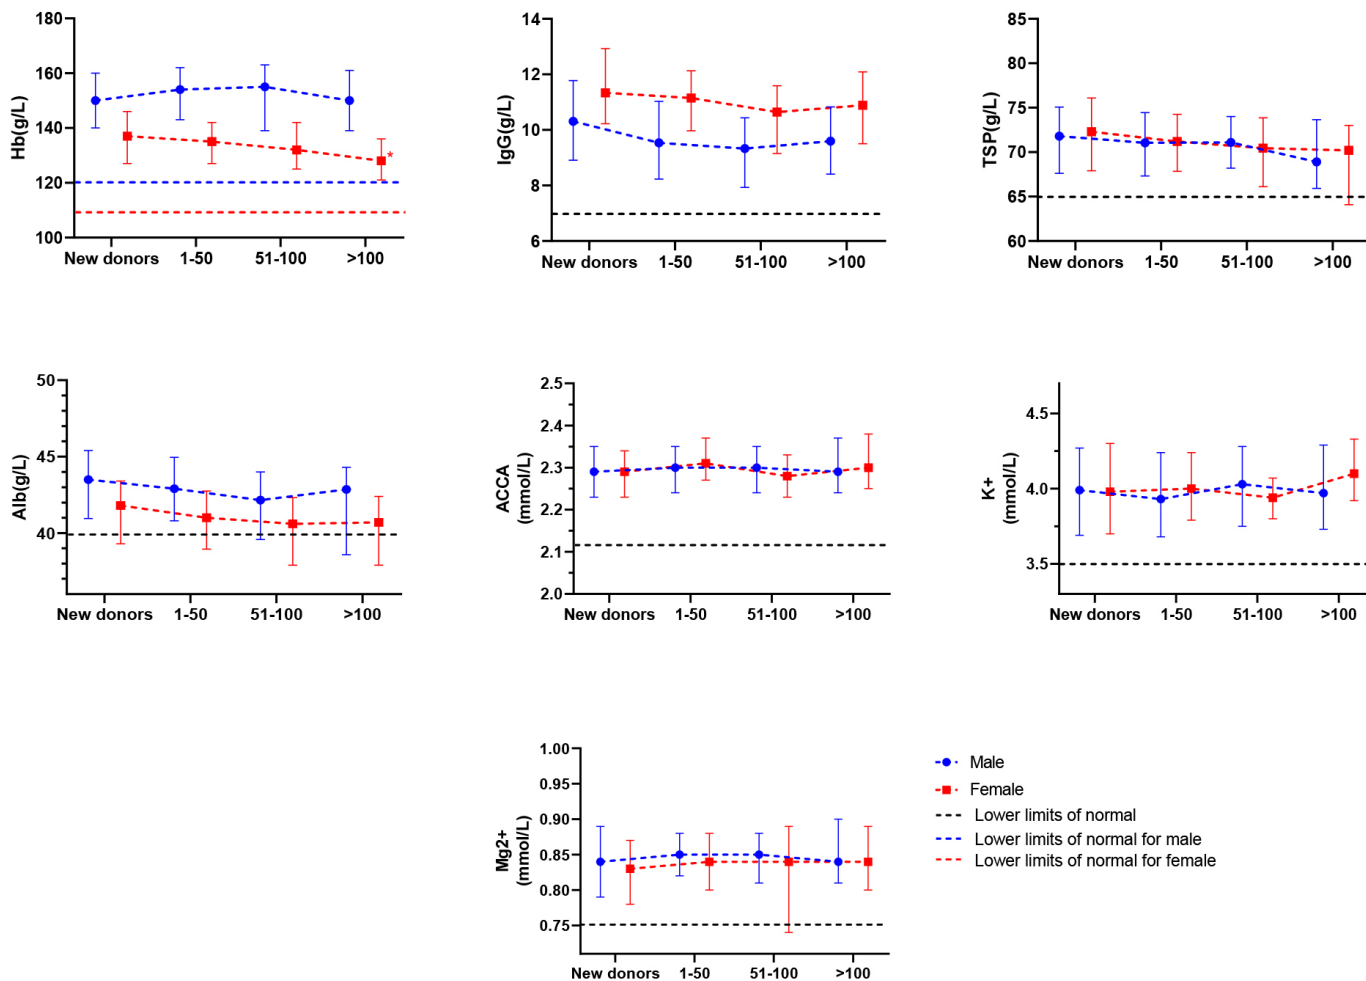 Hb(g/L)
180
160
140
120
100
*
New donors 1-50 51-100 >100
IgG(g/L)
14
12
10
8
6
New donors 1-50 51-100 >100
TSP(g/L)
85
80
75
70
65
60
New donors 1-50 51-100 >100
Alb(g/L)
50
45
40
New donors 1-50 51-100 >100
ACCA
(mmol/L)
2.5
2.4
2.3
2.2
2.1
2.0
New donors 1-50 51-100 >100
K+
(mmol/L)
4.5
4.0
3.5
New donors 1-50 51-100 >100
Mg2+
(mmol/L)
1.00
0.90
0.85
0.80
0.75
New donors 1-50 51-100 >100
Male
Female
Lower limits of normal
Lower limits of normal for male
Lower limits of normal for female